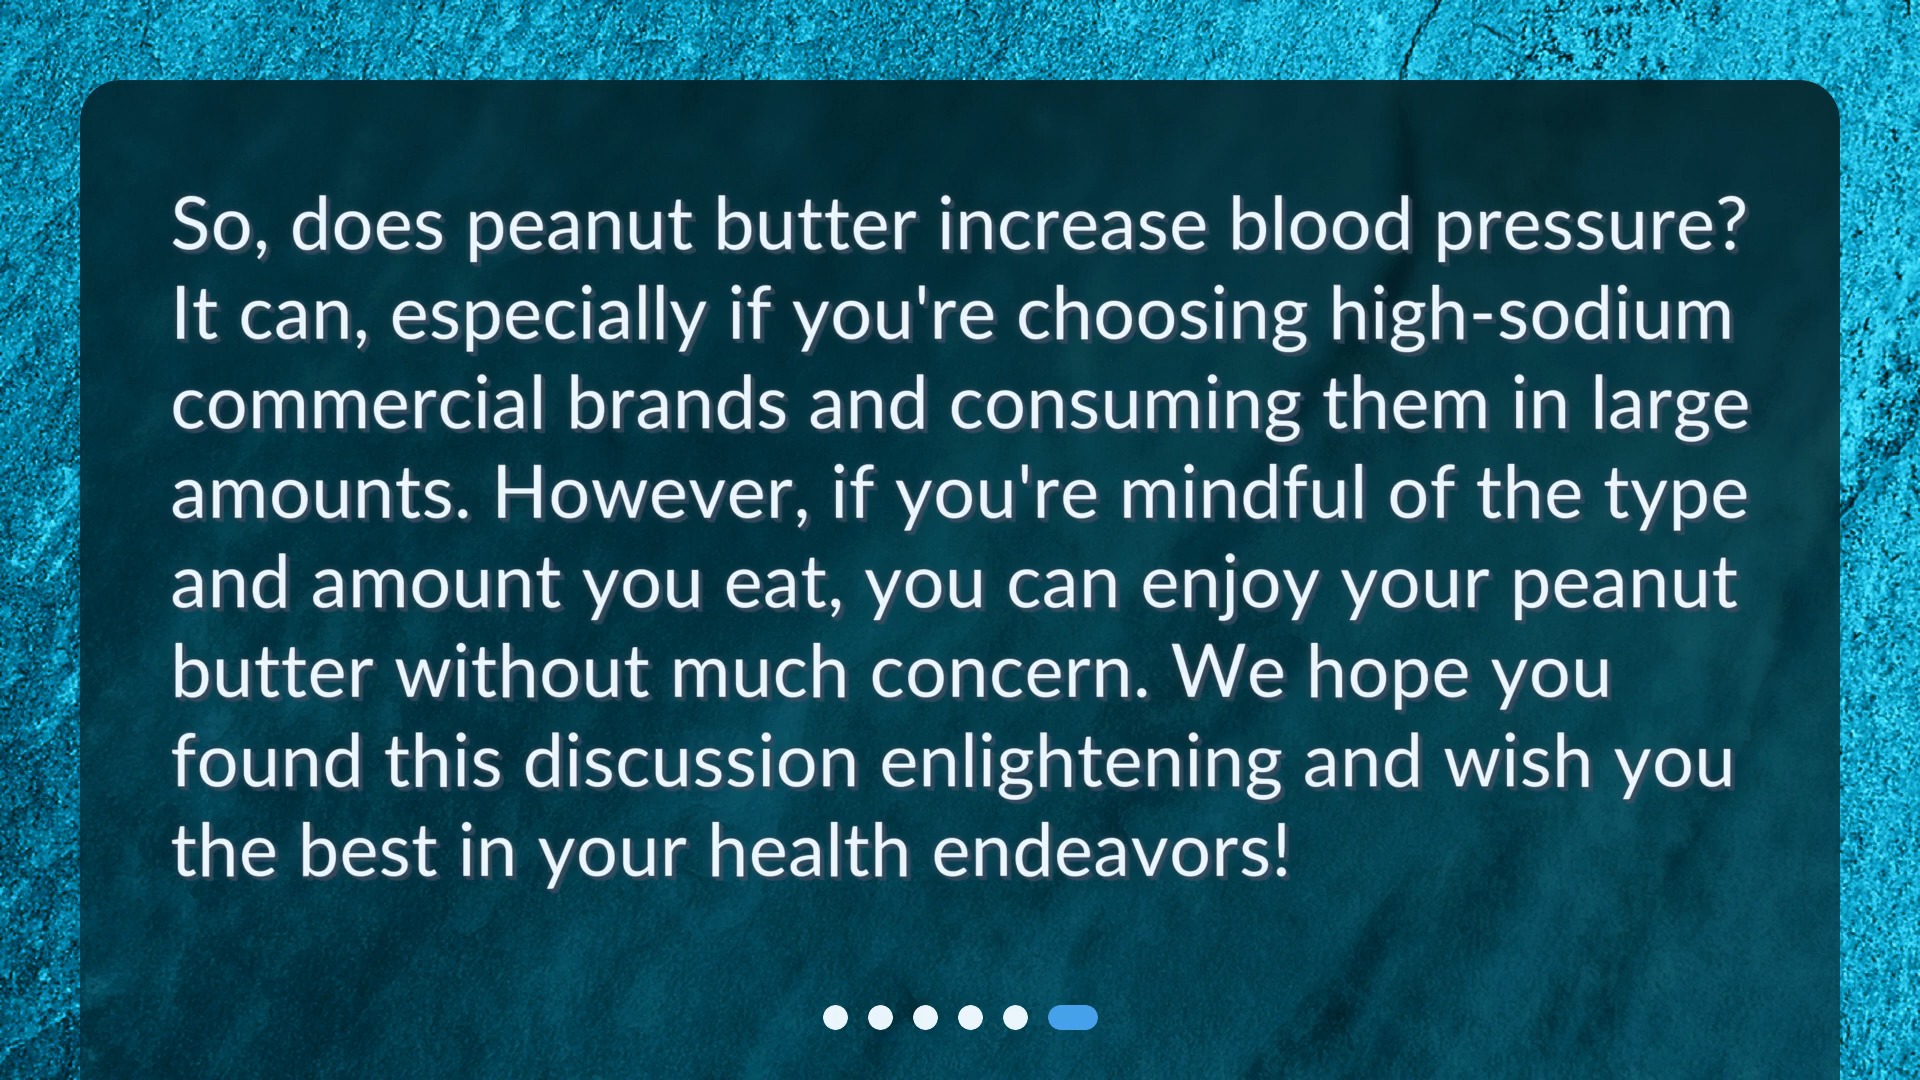 So, does peanut butter increase blood pressure?
It can, especially if you're choosing high-sodium
commercial brands and consuming them in large
amounts. However, if you're mindful of the type
and amount you eat, you can enjoy your peanut
butter without much concern. We hope you
found this discussion enlightening and wish you
the best in your health endeavors!